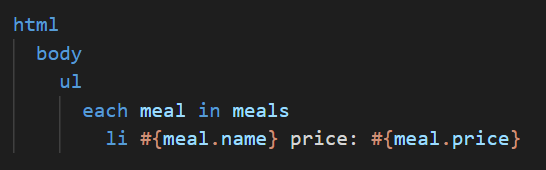 html
body
ul
each meal in meals
li #{meal.name} price: #{meal.price}